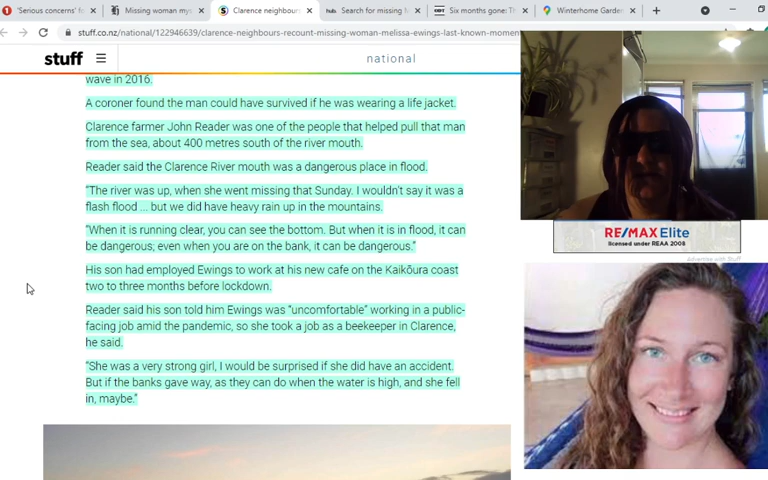 'Serious concerns' f
Missing woman mys
Clarence neighbour
hub. Search for missing M
ODT Six months gone: Th
Winterhome Garde
stuff.co.nz/national/122946639/clarence-neighbours-recount-missing-woman-melissa-ewings-last-known-momen
stuff
national
wave in 2016.
A coroner found the man could have survived if he was wearing a life jacket.
Clarence farmer John Reader was one of the people that helped pull that man
from the sea, about 400 metres south of the river mouth.
Reader said the Clarence River mouth was a dangerous place in flood.
“The river was up, when she went missing that Sunday. I wouldn’t say it was a
flash flood ... but we did have heavy rain up in the mountains.
“When it is running clear, you can see the bottom. But when it is in flood, it can
be dangerous; even when you are on the bank, it can be dangerous.”
His son had employed Ewings to work at his new cafe on the Kaikōura coast
two to three months before lockdown.
Reader said his son told him Ewings was “uncomfortable” working in a public-
facing job amid the pandemic, so she took a job as a beekeeper in Clarence,
he said.
“She was a very strong girl, I would be surprised if she did have an accident.
But if the banks gave way, as they can do when the water is high, and she fell
in, maybe.”
RE/MAX Elite
licensed under REAA 2008
Advertise with Stuff